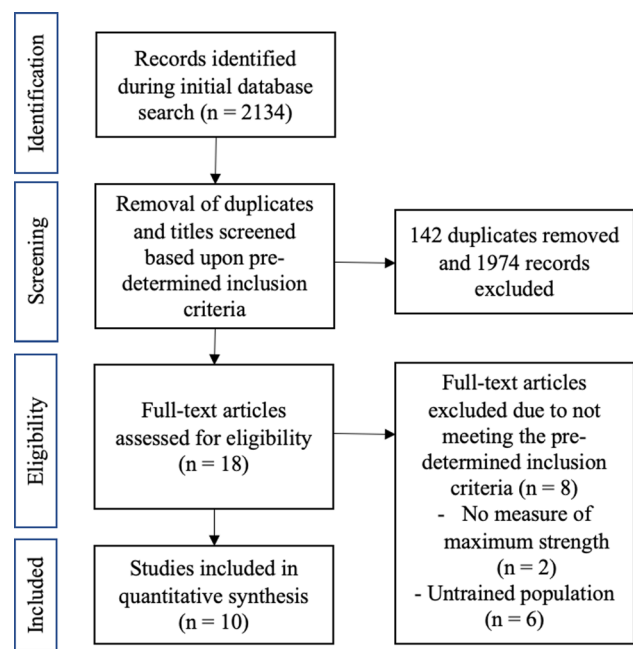 Identification
Records identified
during initial database
search (n = 2134)
Screening
Removal of duplicates
and titles screened
based upon pre-
determined inclusion
criteria
142 duplicates removed
and 1974 records
excluded
Eligibility
Full-text articles
assessed for eligibility
(n = 18)
Full-text articles
excluded due to not
meeting the pre-
determined inclusion
criteria (n = 8)
- No measure of
maximum strength
(n = 2)
- Untrained population
(n = 6)
Included
Studies included in
quantitative synthesis
(n = 10)